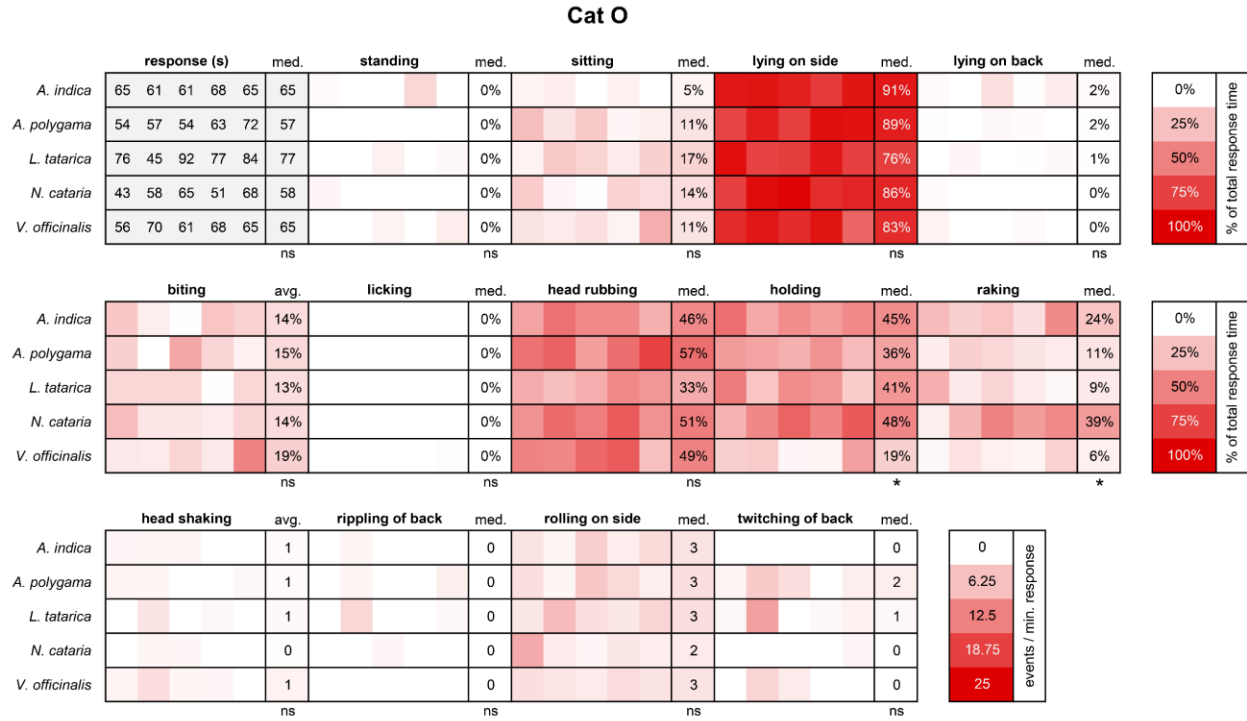 Cat O
response (s) med. standing med. sitting med. lying on side med. lying on back med.
A. indica 65 61 61 68 65 65 0% 5% 91% 2% 0%
A. polygama 54 57 54 63 72 57 0% 11% 89% 2% 25%
L. tatarica 76 45 92 77 84 77 0% 17% 76% 1% 50%
N. cataria 43 58 65 51 68 58 0% 14% 86% 0% 75%
V. officinalis 56 70 61 68 65 65 0% 11% 83% 0% 100%
% of total response time
ns ns ns ns ns
biting avg. licking med. head rubbing med. holding med. raking med.
A. indica 14% 0% 46% 45% 24% 0%
A. polygama 15% 0% 57% 36% 11% 25%
L. tatarica 13% 0% 33% 41% 9% 50%
N. cataria 14% 0% 51% 48% 39% 75%
V. officinalis 19% 0% 49% 19% 6% 100%
% of total response time
ns ns ns * *
head shaking avg. rippling of back med. rolling on side med. twitching of back med.
A. indica 1 0 3 0 0
A. polygama 1 0 3 2 6.25
L. tatarica 1 0 3 1 12.5
N. cataria 0 0 2 0 18.75
V. officinalis 1 0 3 0 25
events / min. response
ns ns ns ns